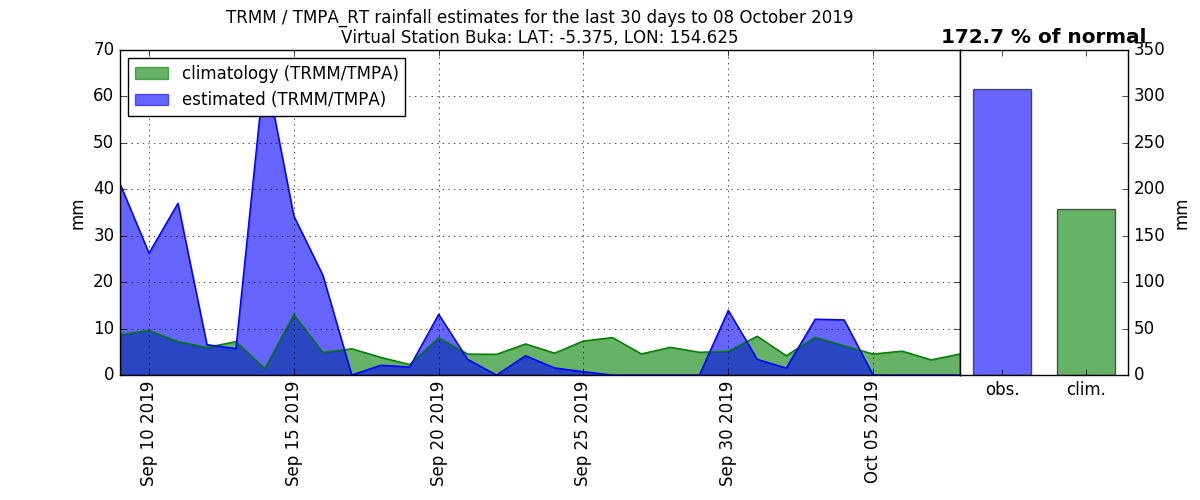 TRMM / TMPA_RT rainfall estimates for the last 30 days to 08 October 2019
Virtual Station Buka: LAT: -5.375, LON: 154.625
172.7 % of normal
climatology (TRMM/TMPA)
estimated (TRMM/TMPA)
70
60
50
40
30
20
10
0
mm
Sep 10 2019
Sep 15 2019
Sep 20 2019
Sep 25 2019
Sep 30 2019
Oct 05 2019
obs.
clim.
350
300
250
200
150
100
50
0
mm